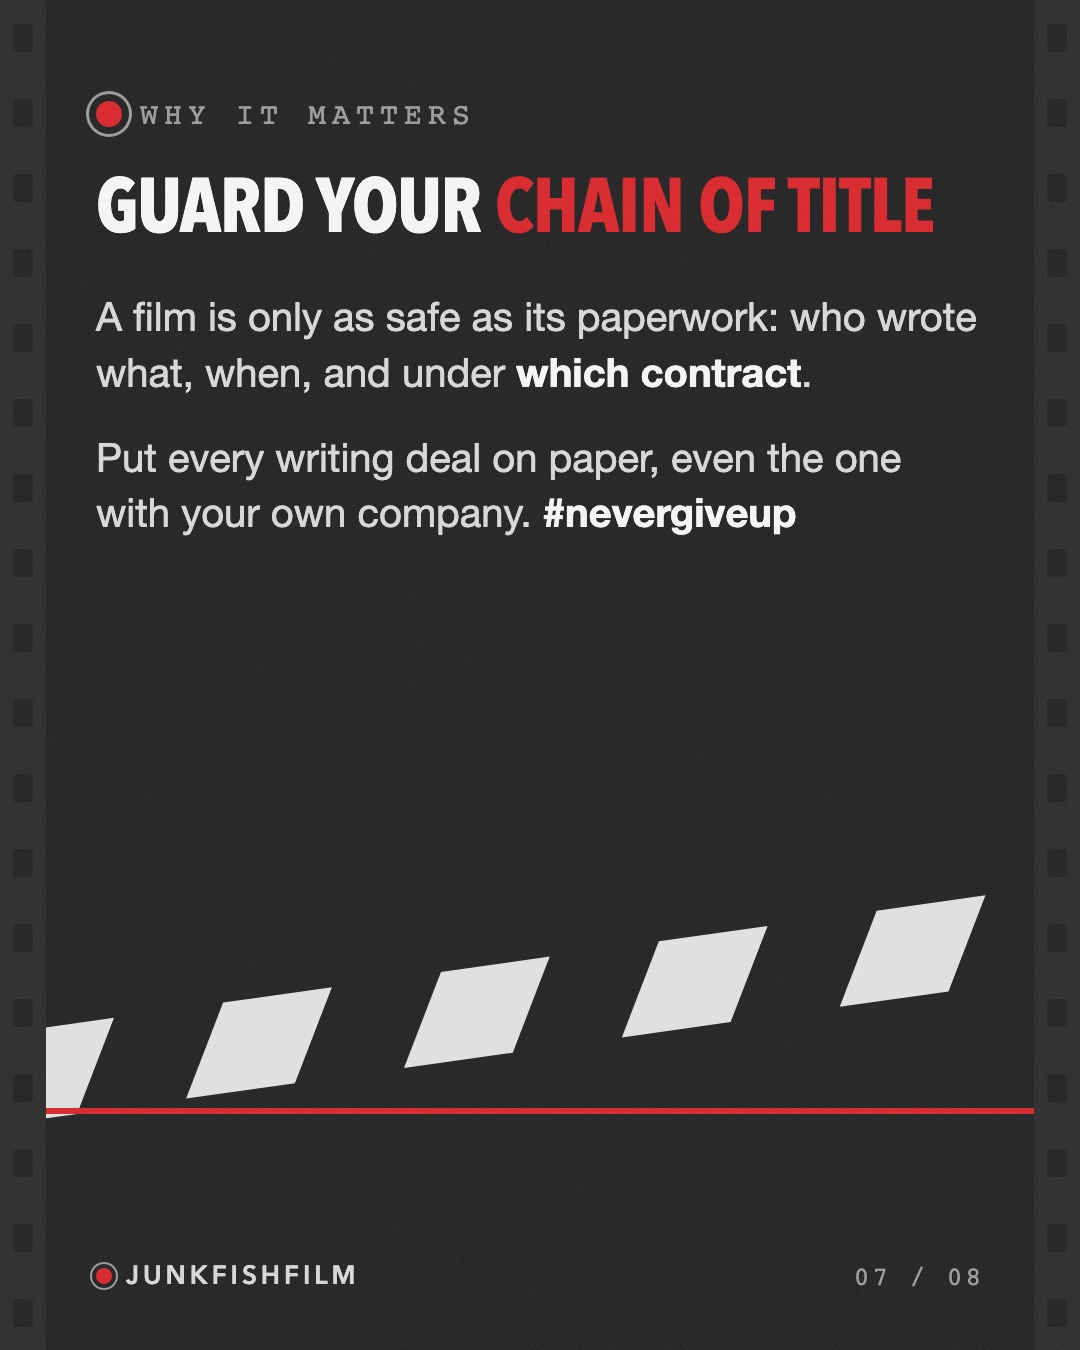 WHY IT MATTERS
GUARD YOUR CHAIN OF TITLE
A film is only as safe as its paperwork: who wrote
what, when, and under which contract.
Put every writing deal on paper, even the one
with your own company. #nevergiveup
JUNKFISHFILM
07 / 08